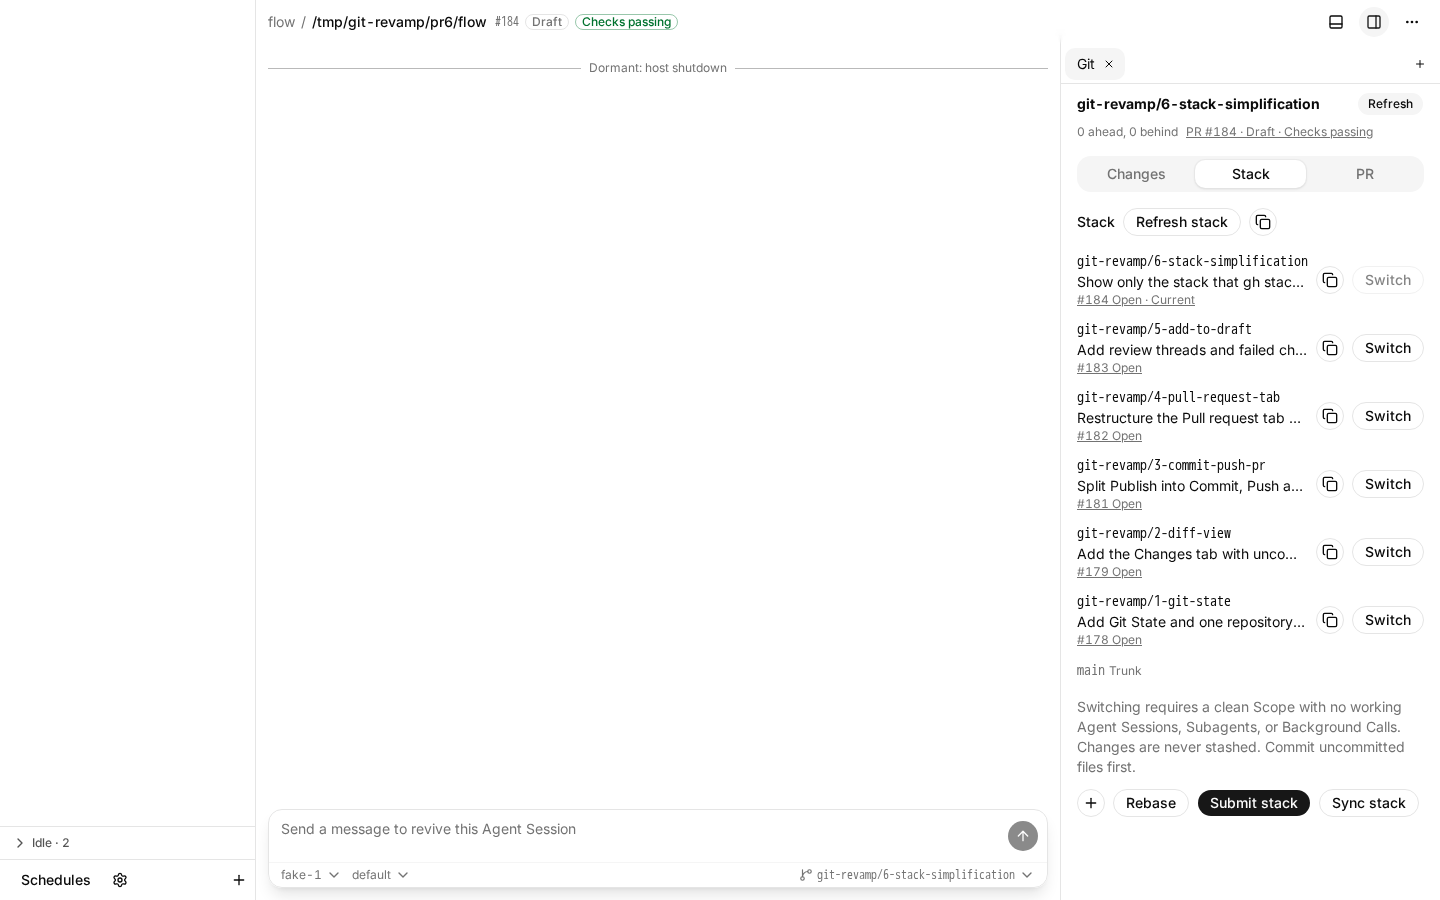 flow / /tmp/git-revamp/pr6/flow #184 Draft Checks passing
Dormant: host shutdown
Idle · 2
Schedules
Send a message to revive this Agent Session
fake-1 default git-revamp/6-stack-simplification
Git
git-revamp/6-stack-simplification Refresh
0 ahead, 0 behind PR #184 · Draft · Checks passing
Changes Stack PR
Stack Refresh stack
git-revamp/6-stack-simplification
Show only the stack that gh stac...
#184 Open · Current
Switch
git-revamp/5-add-to-draft
Add review threads and failed ch...
#183 Open
Switch
git-revamp/4-pull-request-tab
Restructure the Pull request tab ...
#182 Open
Switch
git-revamp/3-commit-push-pr
Split Publish into Commit, Push a...
#181 Open
Switch
git-revamp/2-diff-view
Add the Changes tab with unco...
#179 Open
Switch
git-revamp/1-git-state
Add Git State and one repository...
#178 Open
Switch
main Trunk
Switching requires a clean Scope with no working
Agent Sessions, Subagents, or Background Calls.
Changes are never stashed. Commit uncommitted
files first.
Rebase Submit stack Sync stack